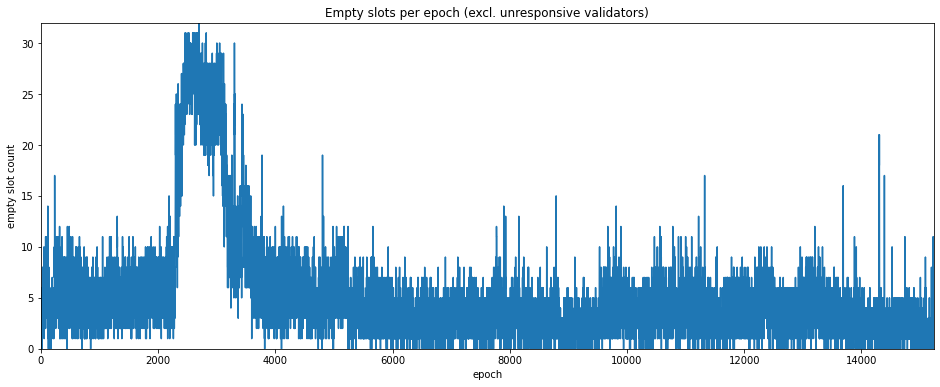 Empty slots per epoch (excl. unresponsive validators)
30
25
20
15
10
5
0
empty slot count
0 2000 4000 6000 8000 10000 12000 14000
epoch